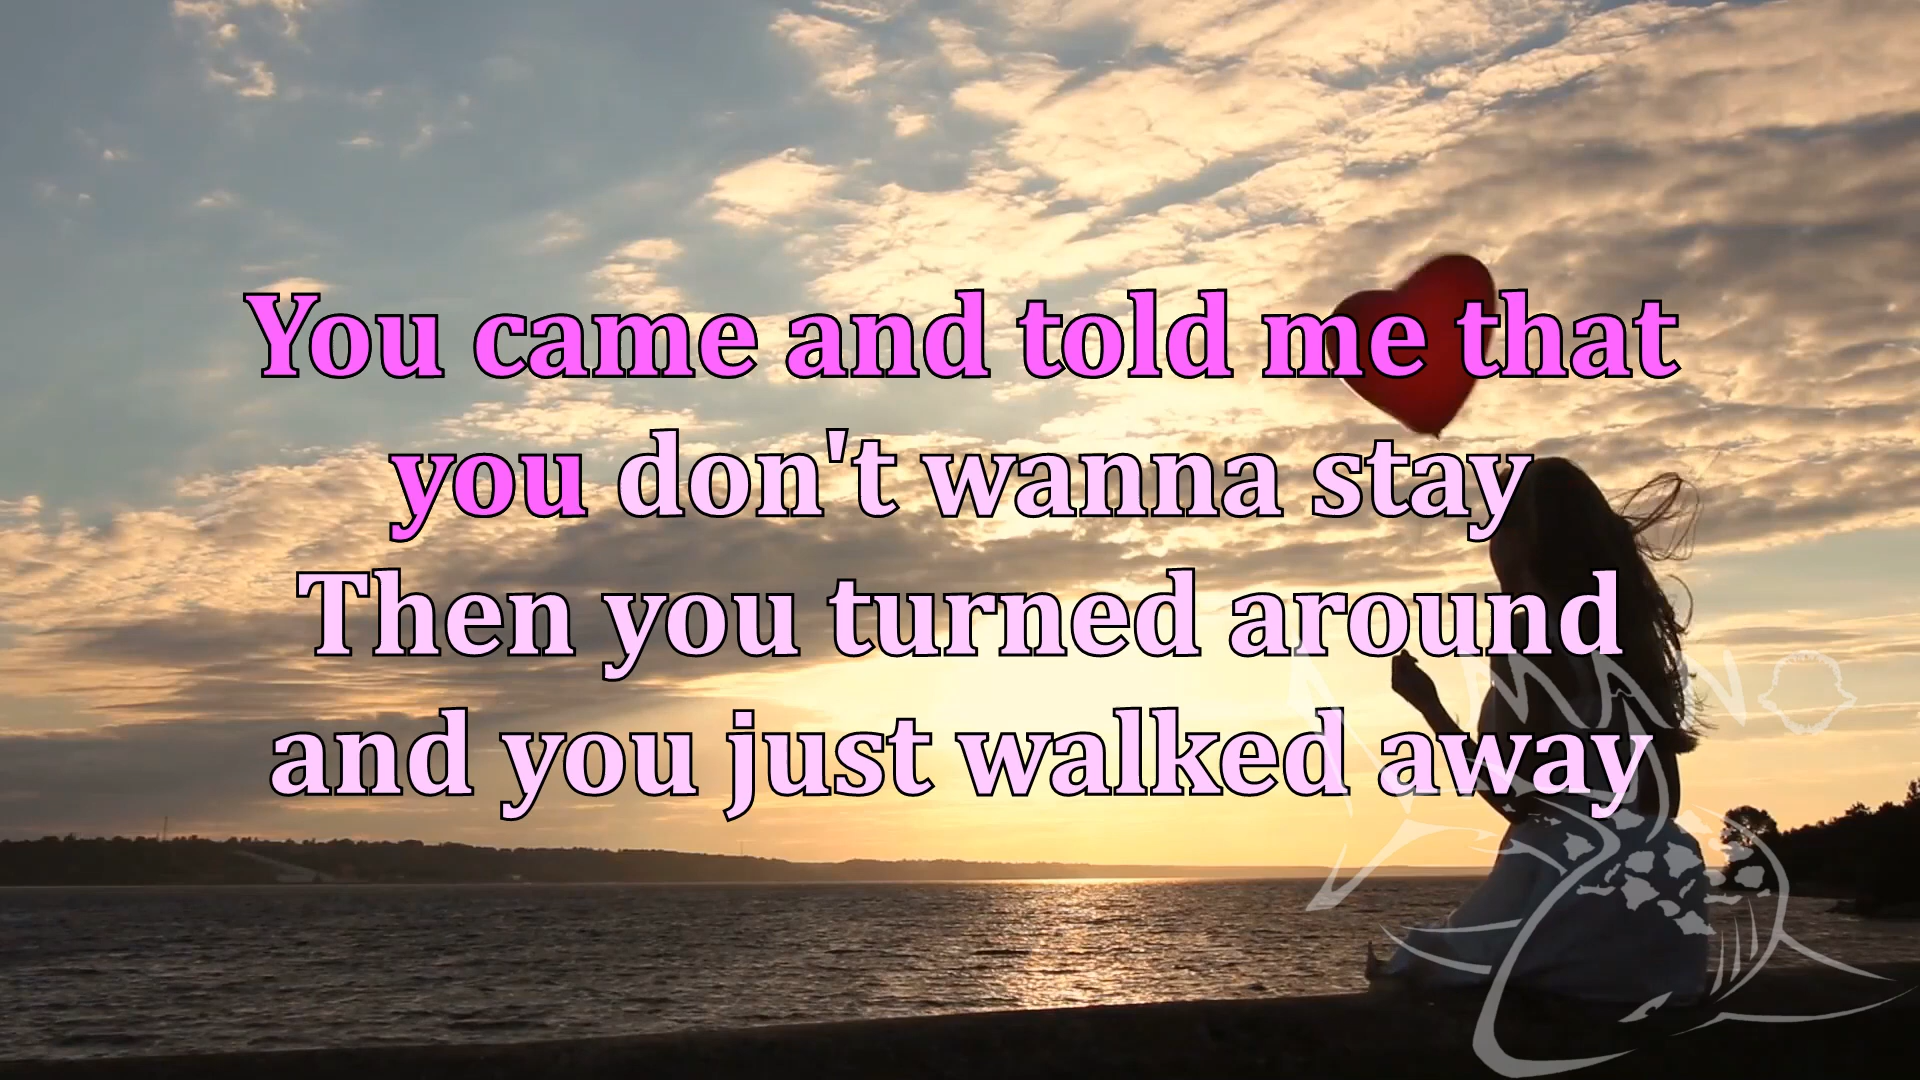 You came and told me that
you don't wanna stay
Then you turned around
and you just walked away